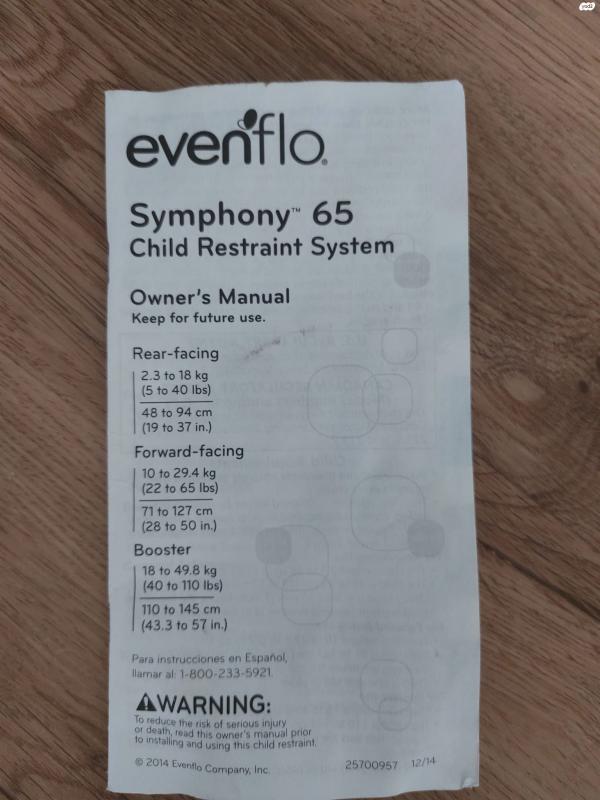 evenflo®
Symphony™ 65
Child Restraint System
Owner's Manual
Keep for future use.
Rear-facing
2.3 to 18 kg
(5 to 40 lbs)
48 to 94 cm
(19 to 37 in.)
Forward-facing
10 to 29.4 kg
(22 to 65 lbs)
71 to 127 cm
(28 to 50 in.)
Booster
18 to 49.8 kg
(40 to 110 lbs)
110 to 145 cm
(43.3 to 57 in.)
Para instrucciones en Español,
llamar al: 1-800-233-5921.
⚠WARNING:
To reduce the risk of serious injury
or death, read this owner's manual prior
to installing and using this child restraint.
© 2014 Evenflo Company, Inc. 25700957 12/14